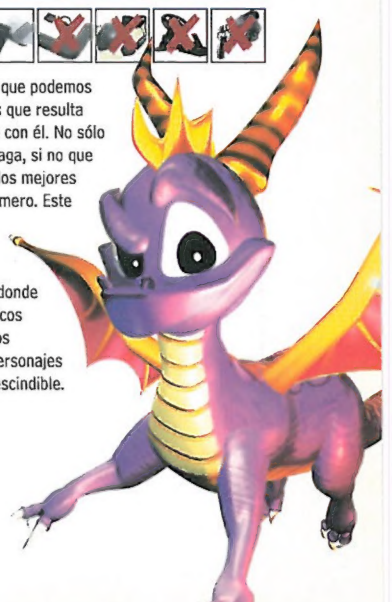 que podemos
que resulta
con él. No sólo
aga, si no que
los mejores
mero. Este
donde
cos
os
ersonajes
escindible.